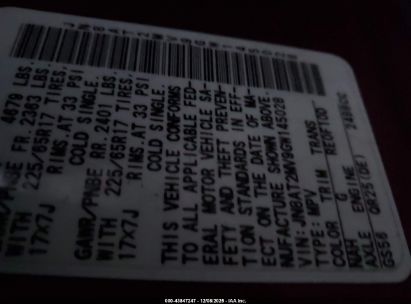 4878 LBS.
FR. 2383 LBS.
WITH 225/65R17 TIRES,
17X7J RIMS.AT 33 PSI
COLD SINGLE.
GAWR/PNBE RR. 2401 LBS.
WITH 225/65R17 TIRES,
17X7J RIMS.AT 33 PSI
COLD SINGLE.
THIS VEHICLE CONFORMS
TO ALL APPLICABLE FED-
ERAL MOTOR VEHICLE SA-
FETY AND THEFT PREVEN-
TION STANDARDS IN EFF-
ECT ON THE DATE OF MA-
NUFACTURE SHOWN ABOVE.
VIN:JN8AT2MV9GW145028
TYPE:MPV
COLOR TRIM TRANS
NAH G
AXLE ENGINE
GS56 QR25(DE)
000-43847247 - 12/08/2025 - IAA Inc.